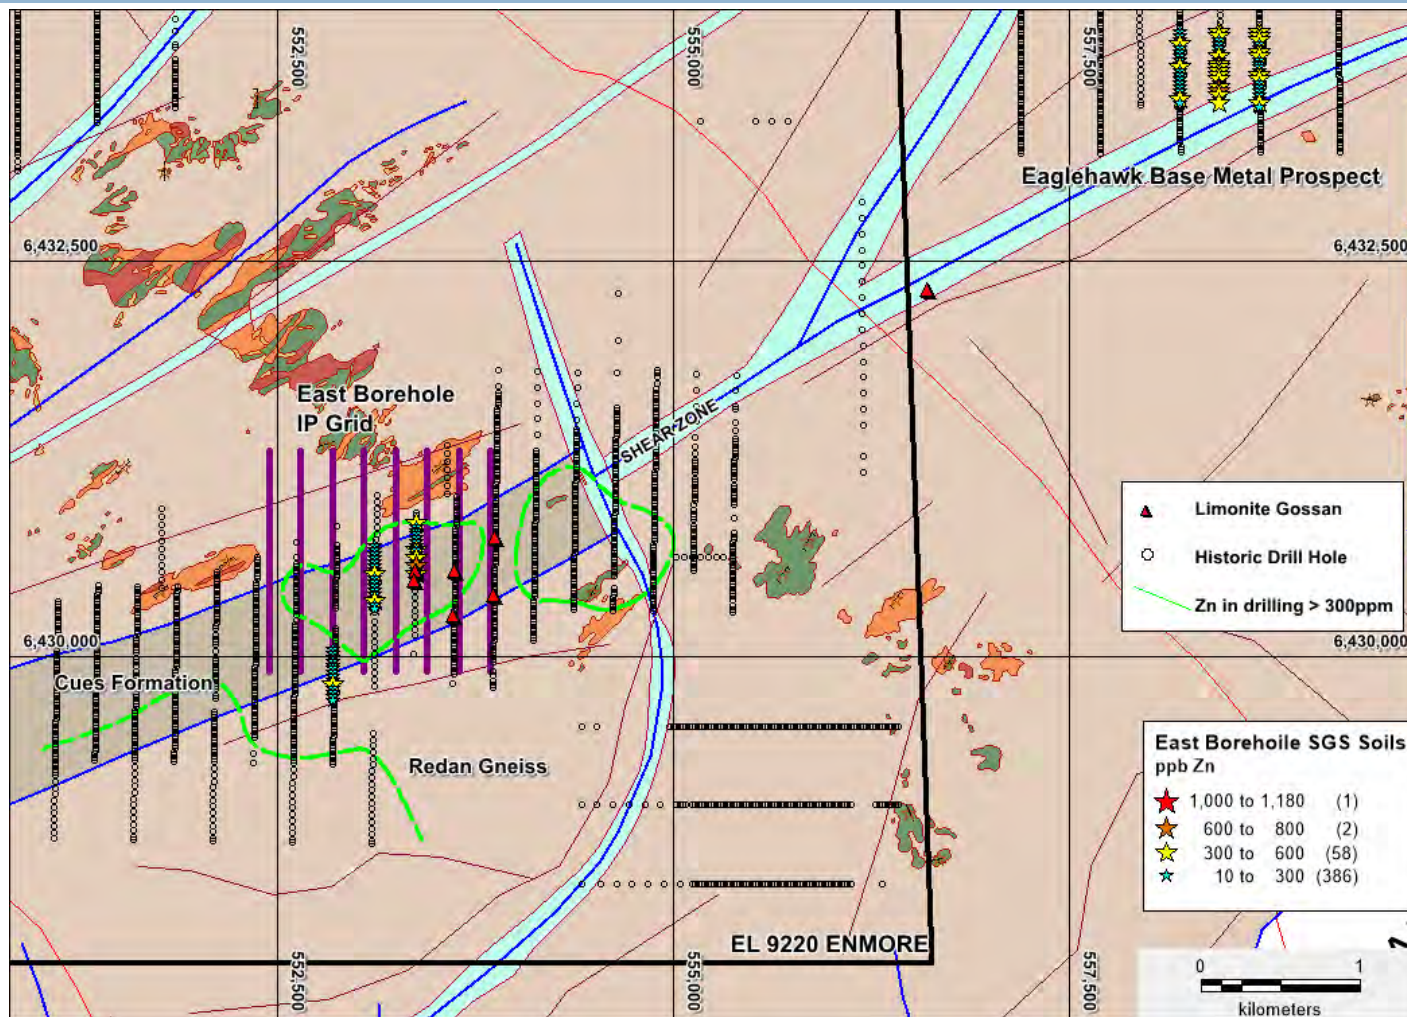 552,500
555,000
557,500
Eaglehawk Base Metal Prospect
6,432,500
6,432,500
East Borehole
IP Grid
SHEAR ZONE
Limonite Gossan
Historic Drill Hole
Zn in drilling > 300ppm
6,430,000
6,430,000
Cues Formation
Redan Gneiss
East Borehoile SGS Soils
ppb Zn
1,000 to 1,180 (1)
600 to 800 (2)
300 to 600 (58)
10 to 300 (386)
EL 9220 ENMORE
552,500
555,000
557,500
0 1
kilometers